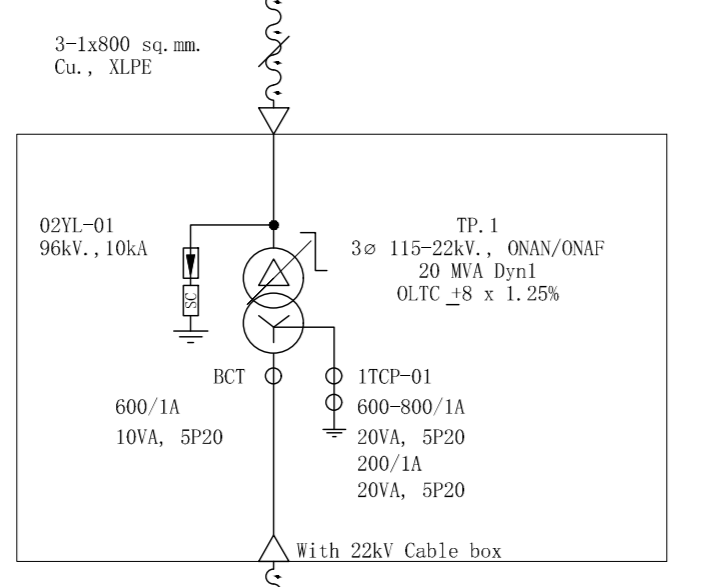 3-1x800 sq.mm.
Cu., XLPE
02YL-01
96kV.,10kA
SC
TP.1
3⌀ 115-22kV., ONAN/ONAF
20 MVA Dyn1
OLTC ±8 x 1.25%
BCT
600/1A
10VA, 5P20
1TCP-01
600-800/1A
20VA, 5P20
200/1A
20VA, 5P20
With 22kV Cable box